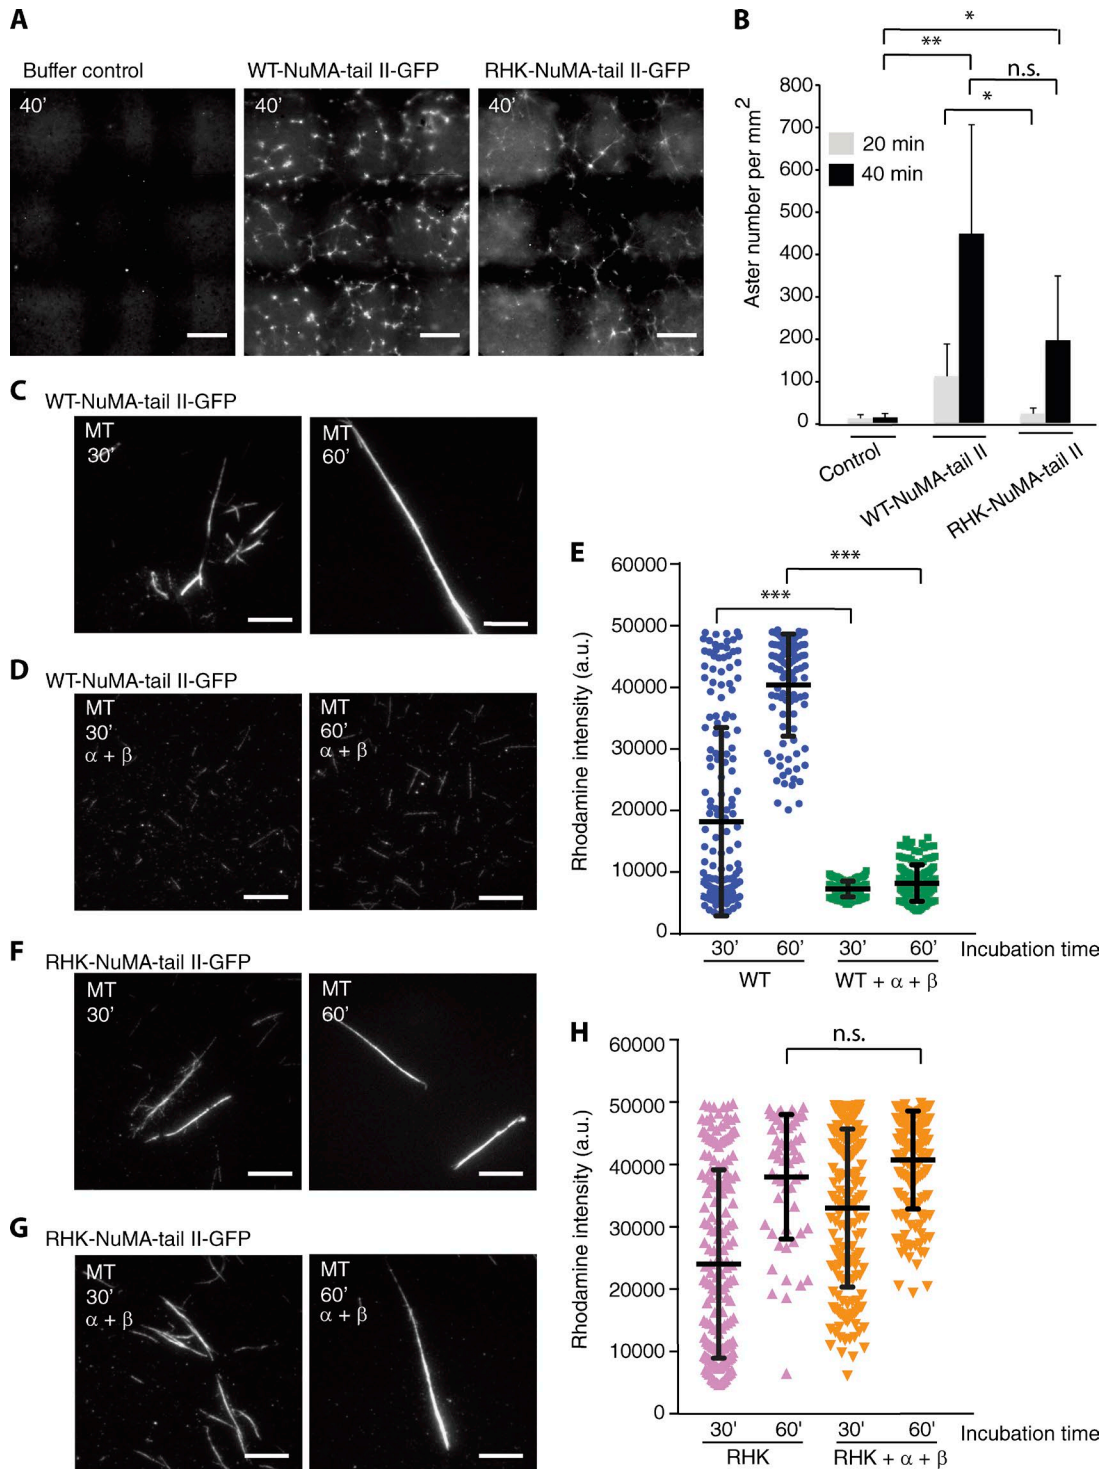 A
Buffer control
WT-NuMA-tail II-GFP
RHK-NuMA-tail II-GFP
40'
40'
40'
B
*
**
n.s.
*
800
700
600
500
400
300
200
100
0
Aster number per mm2
20 min
40 min
Control
WT-NuMA-tail II
RHK-NuMA-tail II
C
WT-NuMA-tail II-GFP
MT
30'
MT
60'
D
WT-NuMA-tail II-GFP
MT
30'
α + β
MT
60'
α + β
E
60000
50000
40000
30000
20000
10000
0
Rhodamine intensity (a.u.)
***
***
30' 60' 30' 60' Incubation time
WT WT + α + β
F
RHK-NuMA-tail II-GFP
MT
30'
MT
60'
G
RHK-NuMA-tail II-GFP
MT
30'
α + β
MT
60'
α + β
H
n.s.
60000
50000
40000
30000
20000
10000
0
Rhodamine intensity (a.u.)
30' 60' 30' 60' Incubation time
RHK RHK + α + β